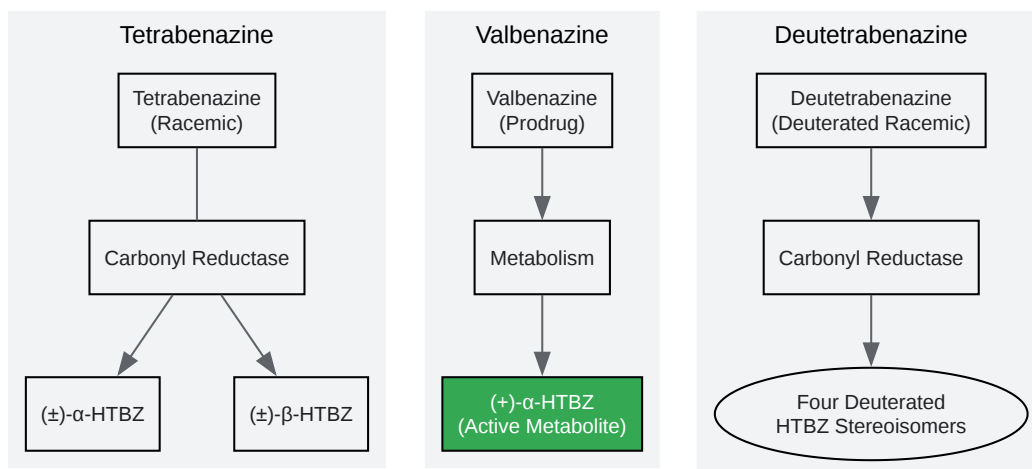 Tetrabenazine
Tetrabenazine
(Racemic)
Carbonyl Reductase
(±)-α-HTBZ
(±)-β-HTBZ
Valbenazine
Valbenazine
(Prodrug)
Metabolism
(+)-α-HTBZ
(Active Metabolite)
Deutetrabenazine
Deutetrabenazine
(Deuterated Racemic)
Carbonyl Reductase
Four Deuterated
HTBZ Stereoisomers